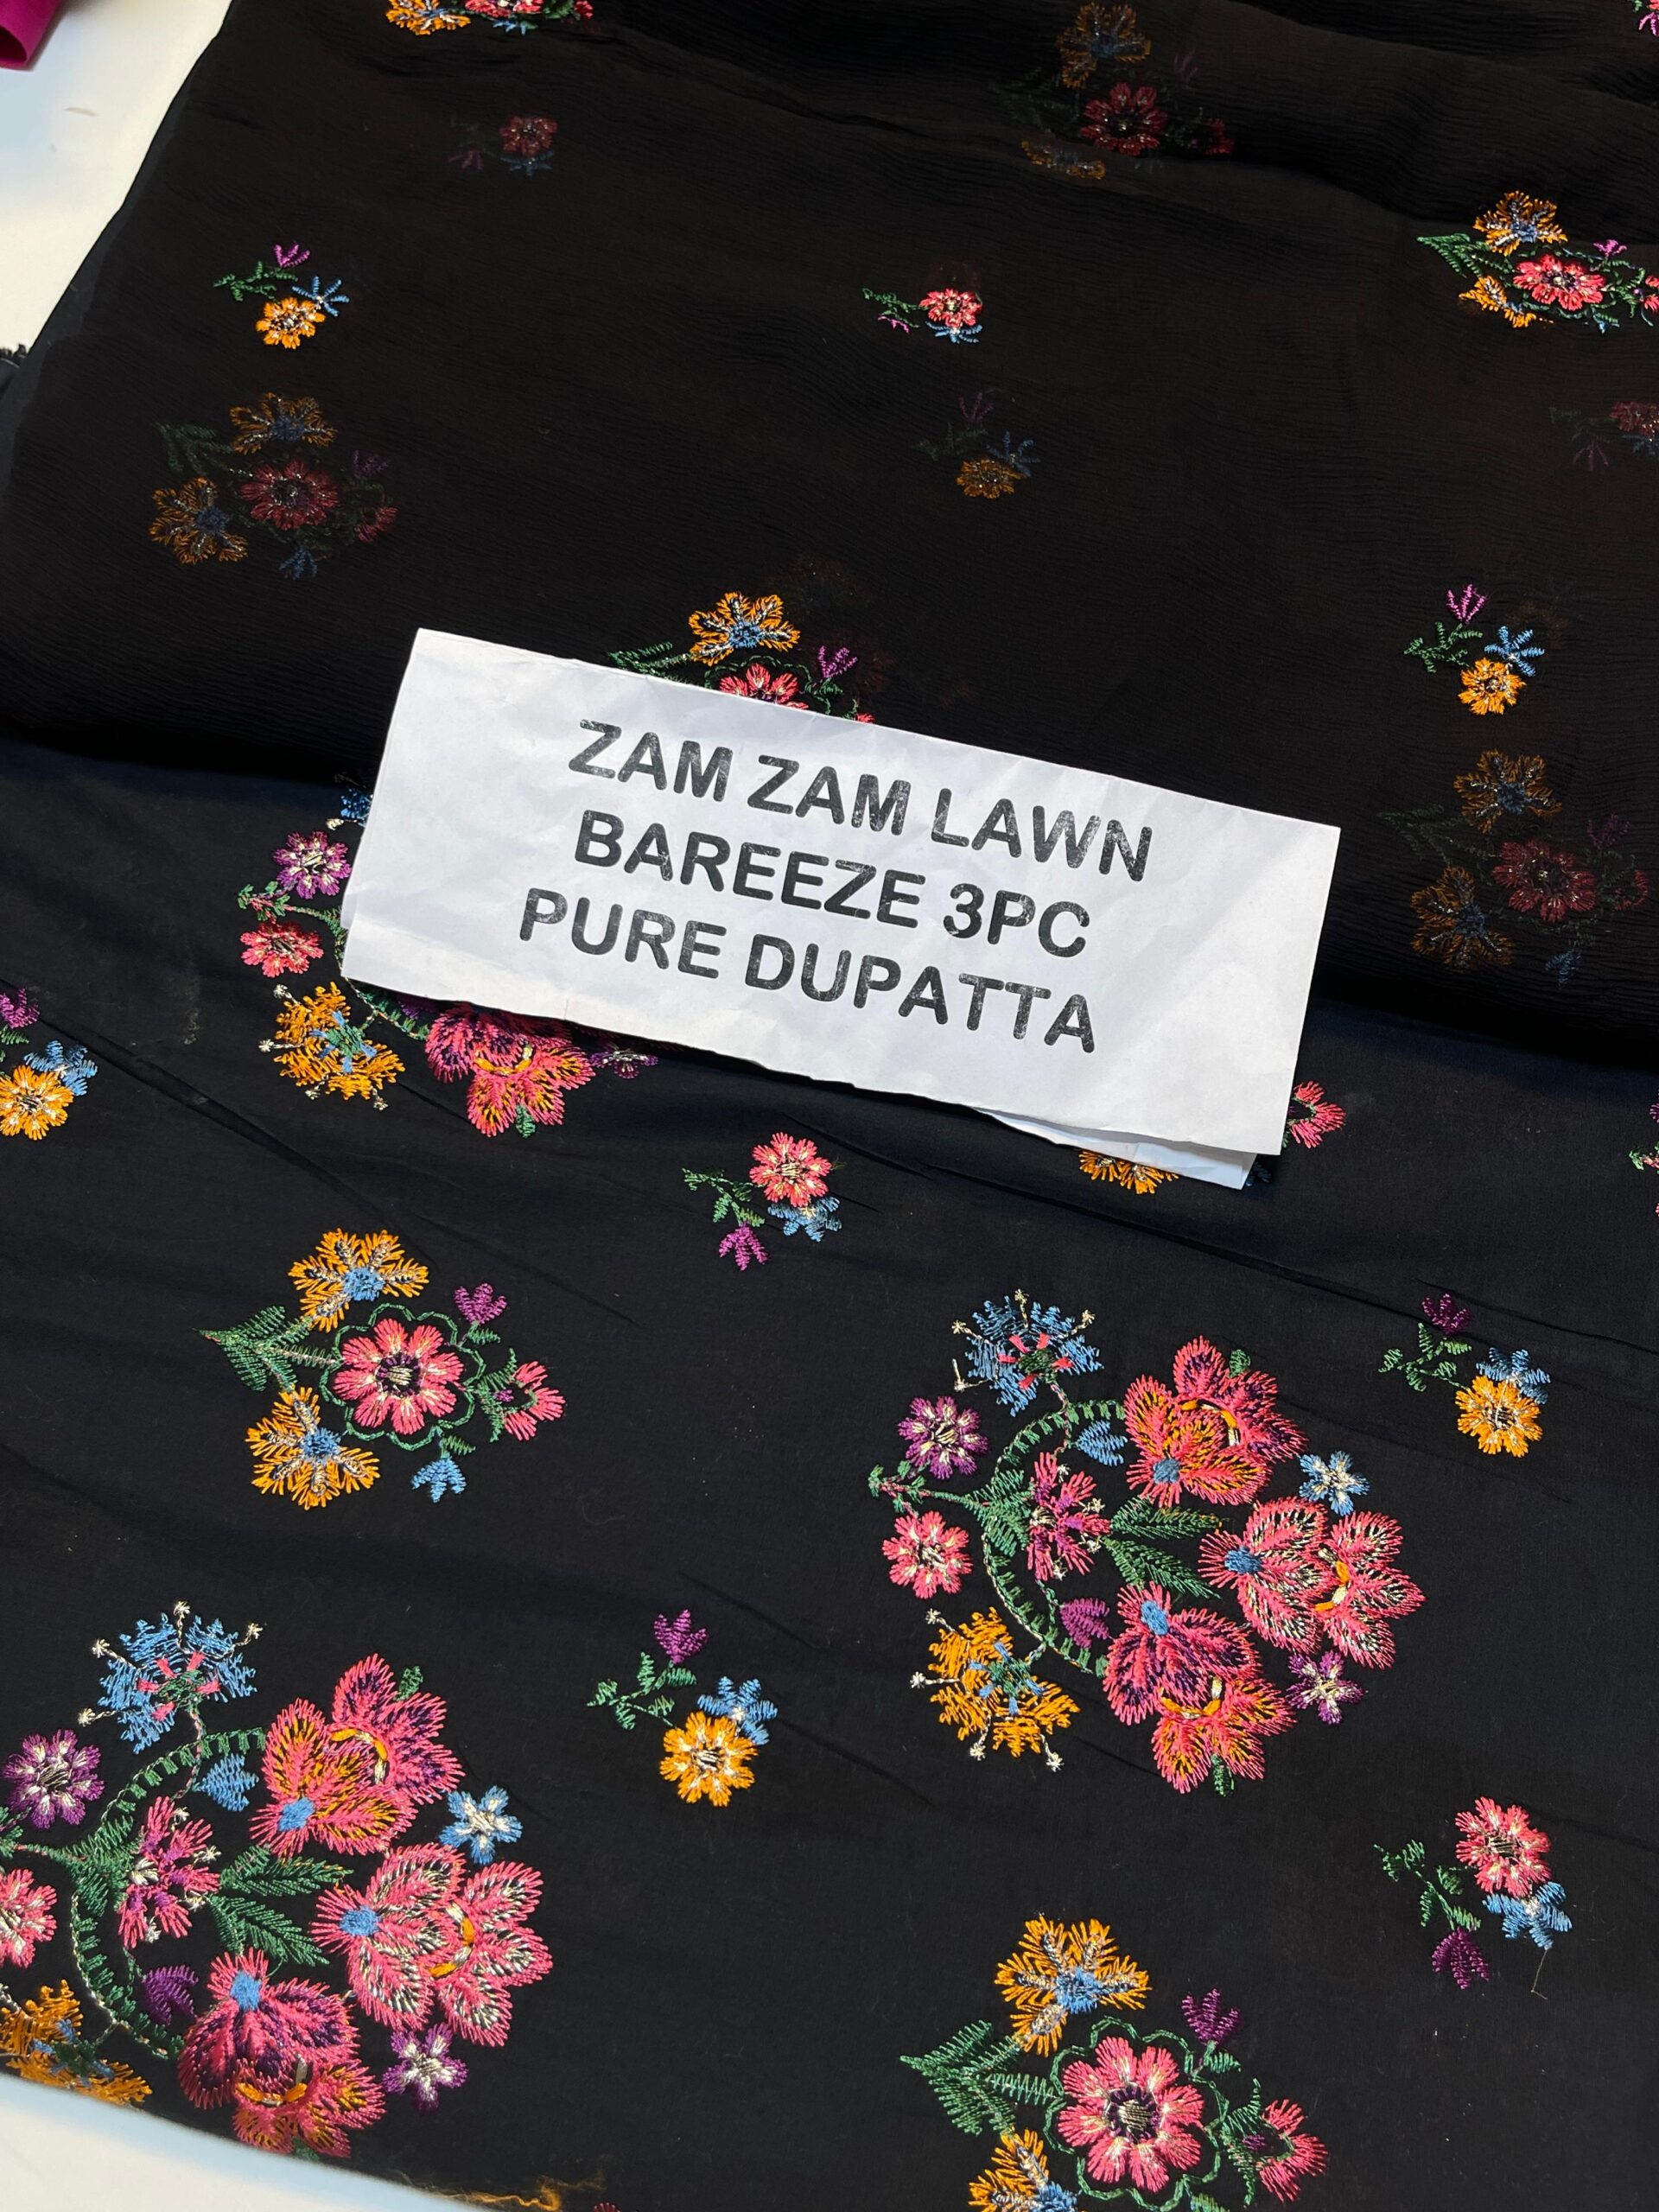 ZAM ZAM LAWN
BAREEZE 3PC
PURE DUPATTA